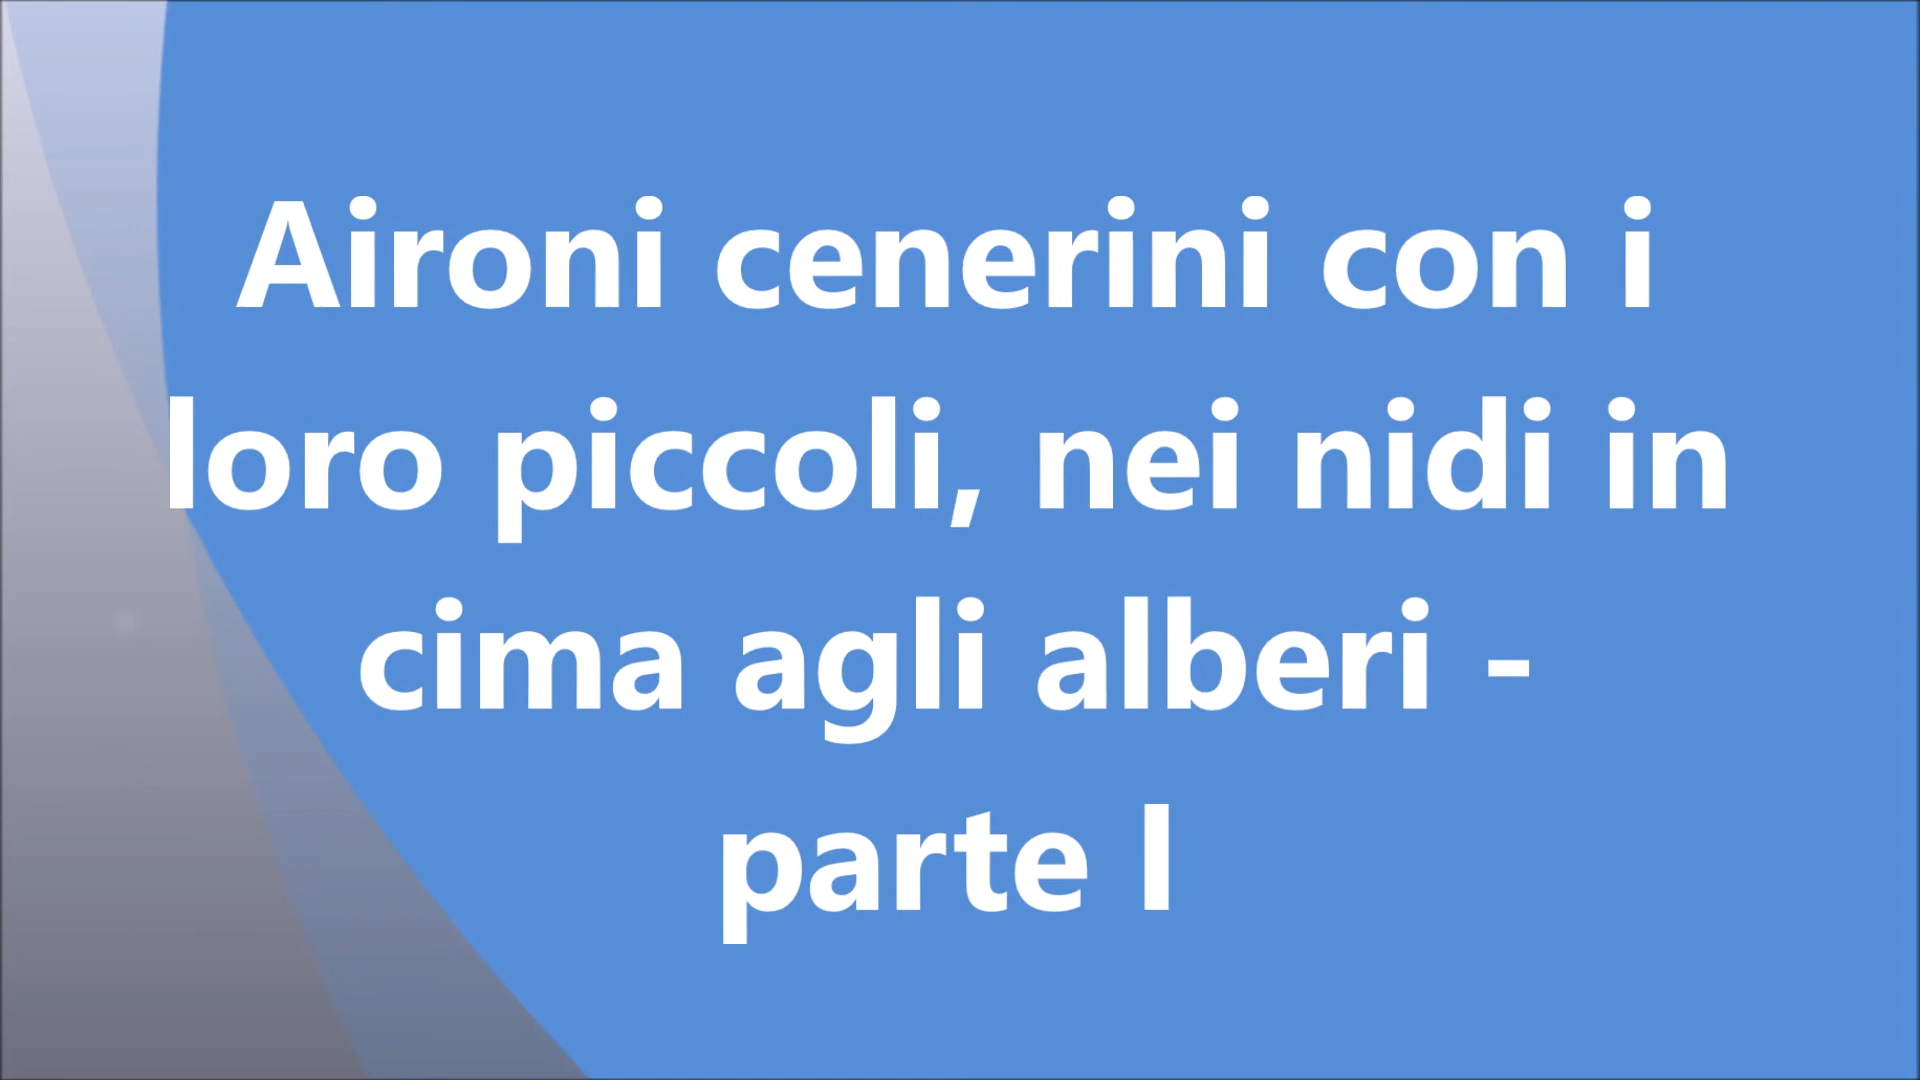 Aironi cenerini con i
loro piccoli, nei nidi in
cima agli alberi -
parte I